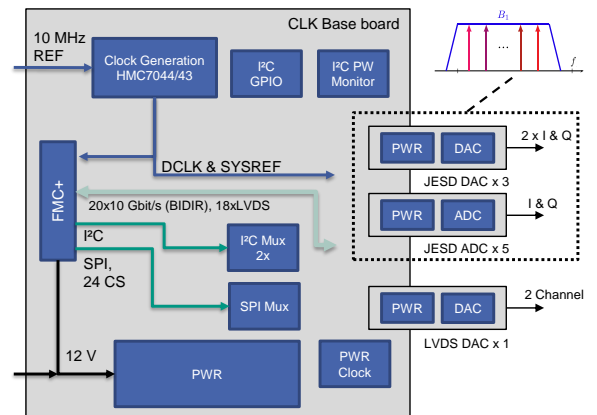 CLK Base board
10 MHz
REF
Clock Generation
HMC7044/43
I²C
GPIO
I²C PW
Monitor
B₁
...
f
PWR
DAC
2 x I & Q
JESD DAC x 3
DCLK & SYSREF
FMC+
20x10 Gbit/s (BIDIR), 18xLVDS
PWR
ADC
I & Q
JESD ADC x 5
I²C
I²C Mux
2x
SPI,
24 CS
SPI Mux
PWR
DAC
2 Channel
LVDS DAC x 1
12 V
PWR
PWR
Clock